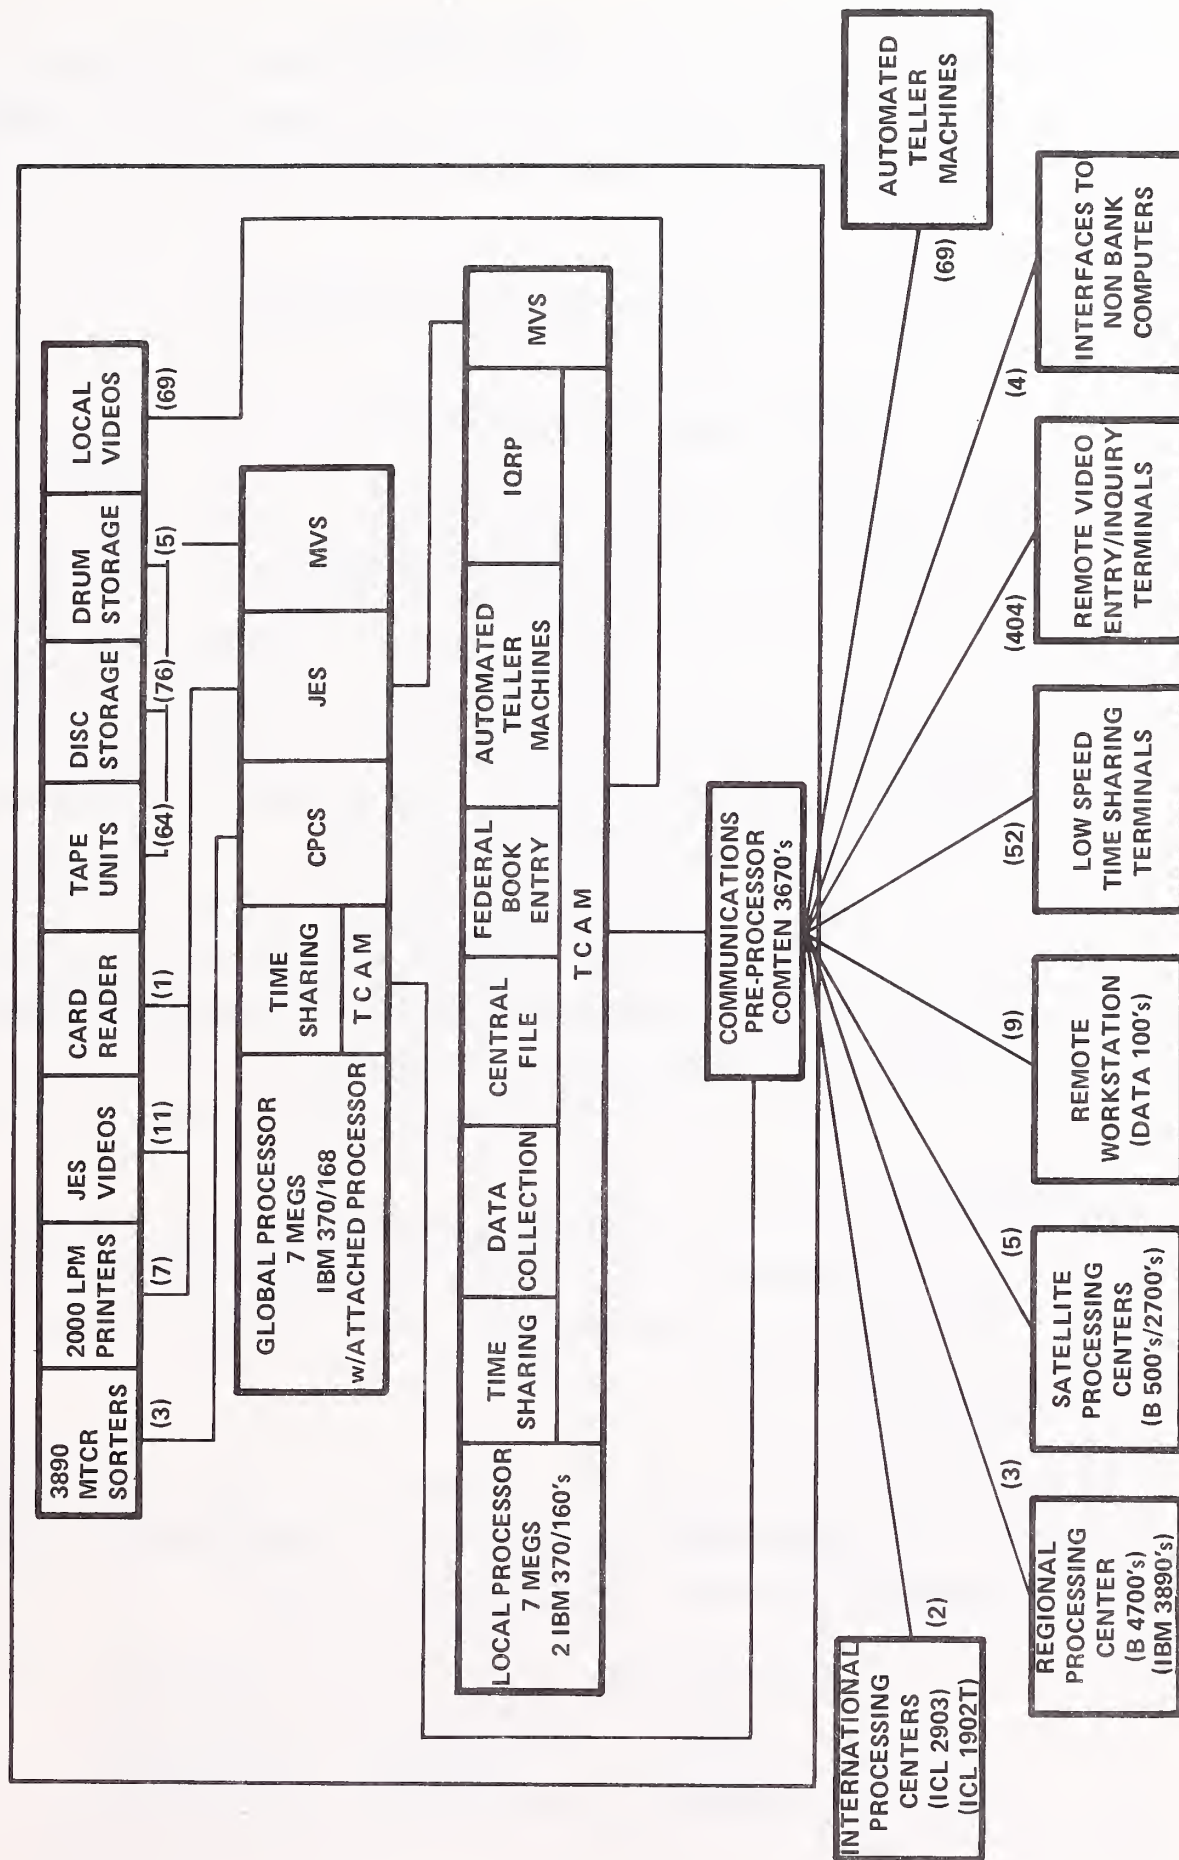 3890
MTCR
SORTERS
2000 LPM
PRINTERS
JES
VIDEOS
CARD
READER
TAPE
UNITS
DISC
STORAGE
DRUM
STORAGE
LOCAL
VIDEOS
(3)
(7)
(11)
(1)
(64)
(76)
(5)
(69)
GLOBAL PROCESSOR
7 MEGS
IBM 370/168
w/ATTACHED PROCESSOR
TIME
SHARING
T C A M
CPCS
JES
MVS
LOCAL PROCESSOR
7 MEGS
2 IBM 370/160's
TIME
SHARING
DATA
COLLECTION
CENTRAL
FILE
FEDERAL
BOOK
ENTRY
AUTOMATED
TELLER
MACHINES
IQRP
MVS
T C A M
COMMUNICATIONS
PRE-PROCESSOR
COMTEN 3670's
INTERNATIONAL
PROCESSING
CENTERS
(ICL 2903)
(ICL 1902T)
(2)
REGIONAL
PROCESSING
CENTER
(B 4700's)
(IBM 3890's)
(3)
SATELLITE
PROCESSING
CENTERS
(B 500's/2700's)
(5)
REMOTE
WORKSTATION
(DATA 100's)
(9)
LOW SPEED
TIME SHARING
TERMINALS
(52)
REMOTE VIDEO
ENTRY/INQUIRY
TERMINALS
(404)
INTERFACES TO
NON BANK
COMPUTERS
(4)
AUTOMATED
TELLER
MACHINES
(69)